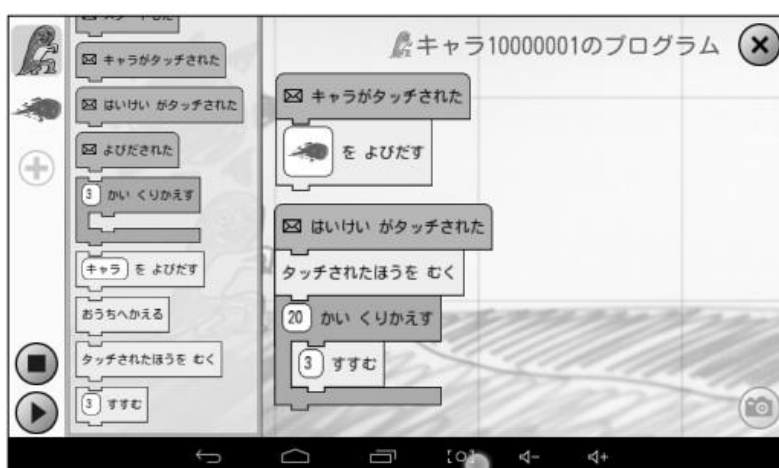 キャラ10000001のプログラム
キャラがタッチされた
はいけい がタッチされた
よびだされた
3 かい くりかえす
キャラ を よびだす
おうちへかえる
タッチされたほうを むく
3 すすむ
キャラがタッチされた
を よびだす
はいけい がタッチされた
タッチされたほうを むく
20 かい くりかえす
3 すすむ